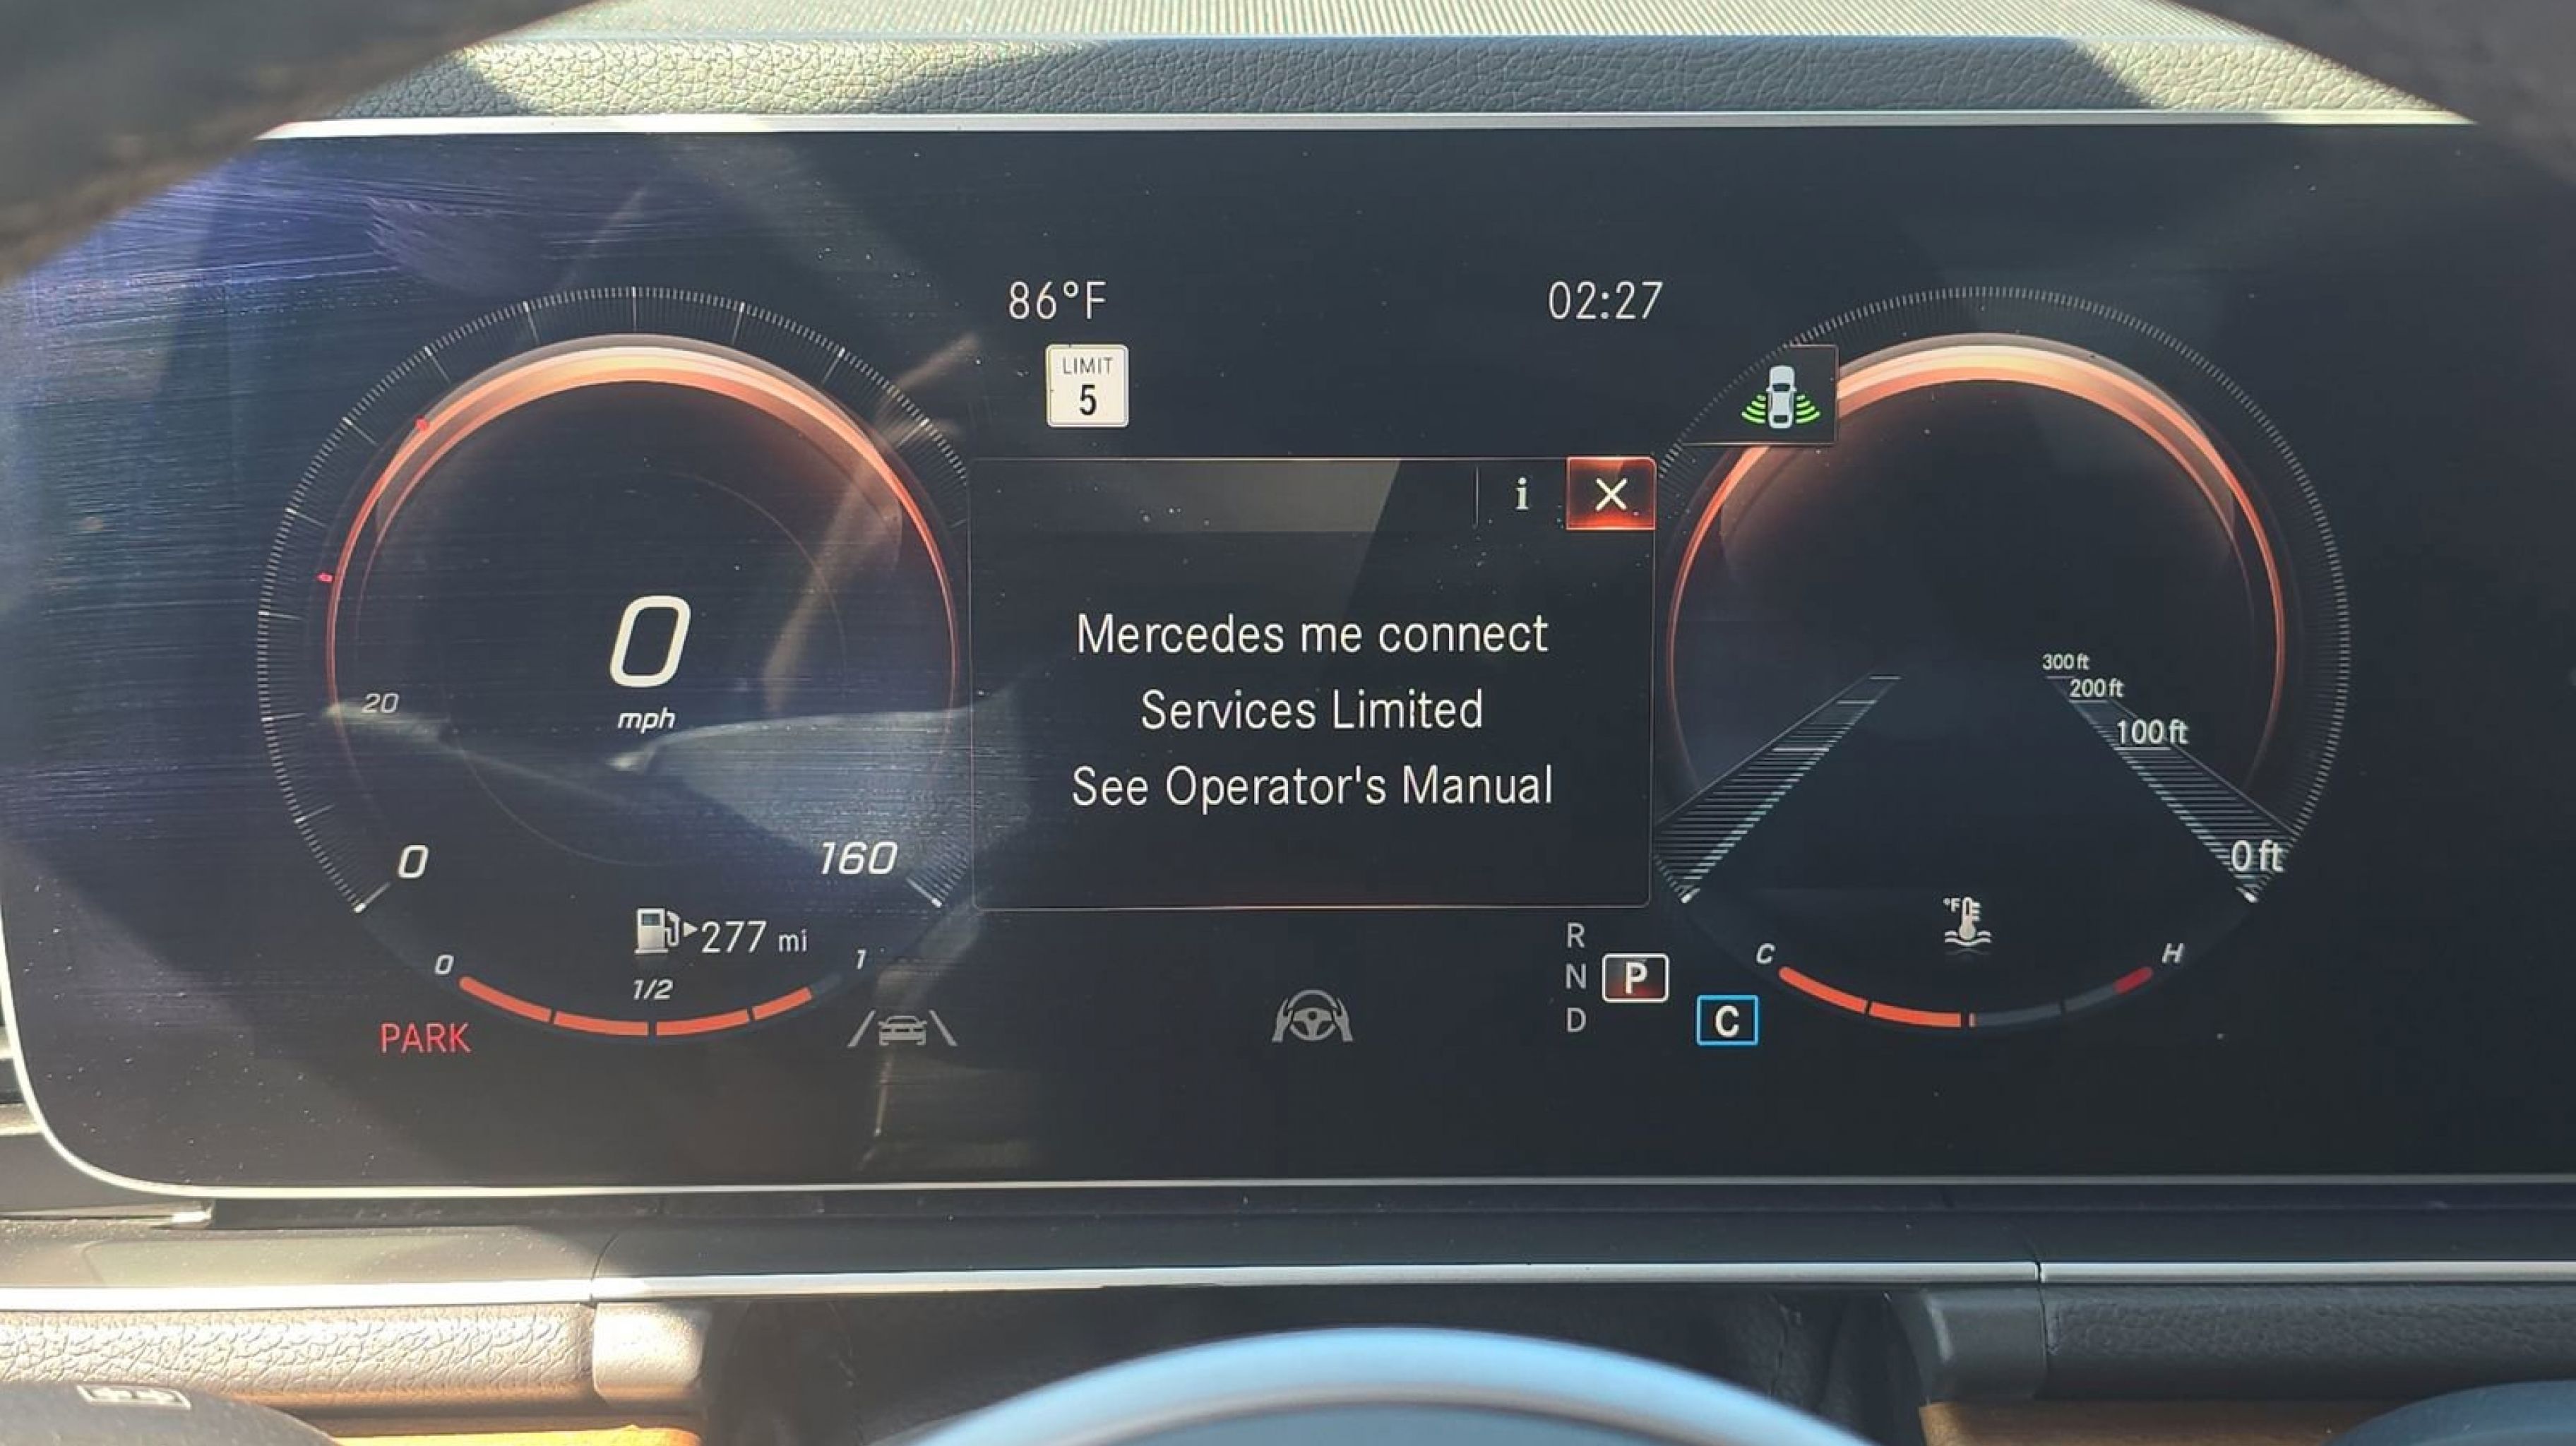 86°F
02:27
LIMIT
5
i
Mercedes me connect
Services Limited
See Operator's Manual
0
mph
20
0
160
277 mi
0
1/2
1
PARK
R
N
D
P
C
300 ft
200 ft
100 ft
0 ft
°F
C
H